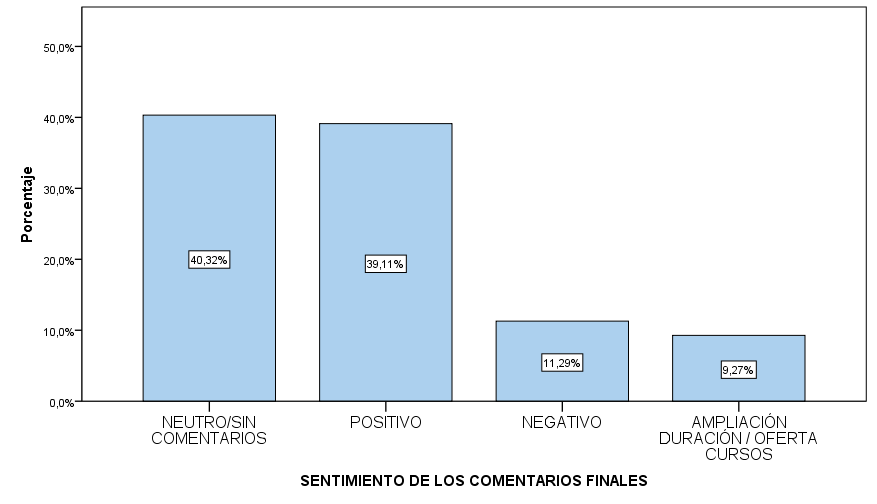 Porcentaje
50,0%
40,0%
30,0%
20,0%
10,0%
0,0%
40,32%
39,11%
11,29%
9,27%
NEUTRO/SIN
COMENTARIOS
POSITIVO
NEGATIVO
AMPLIACIÓN
DURACIÓN / OFERTA
CURSOS
SENTIMIENTO DE LOS COMENTARIOS FINALES